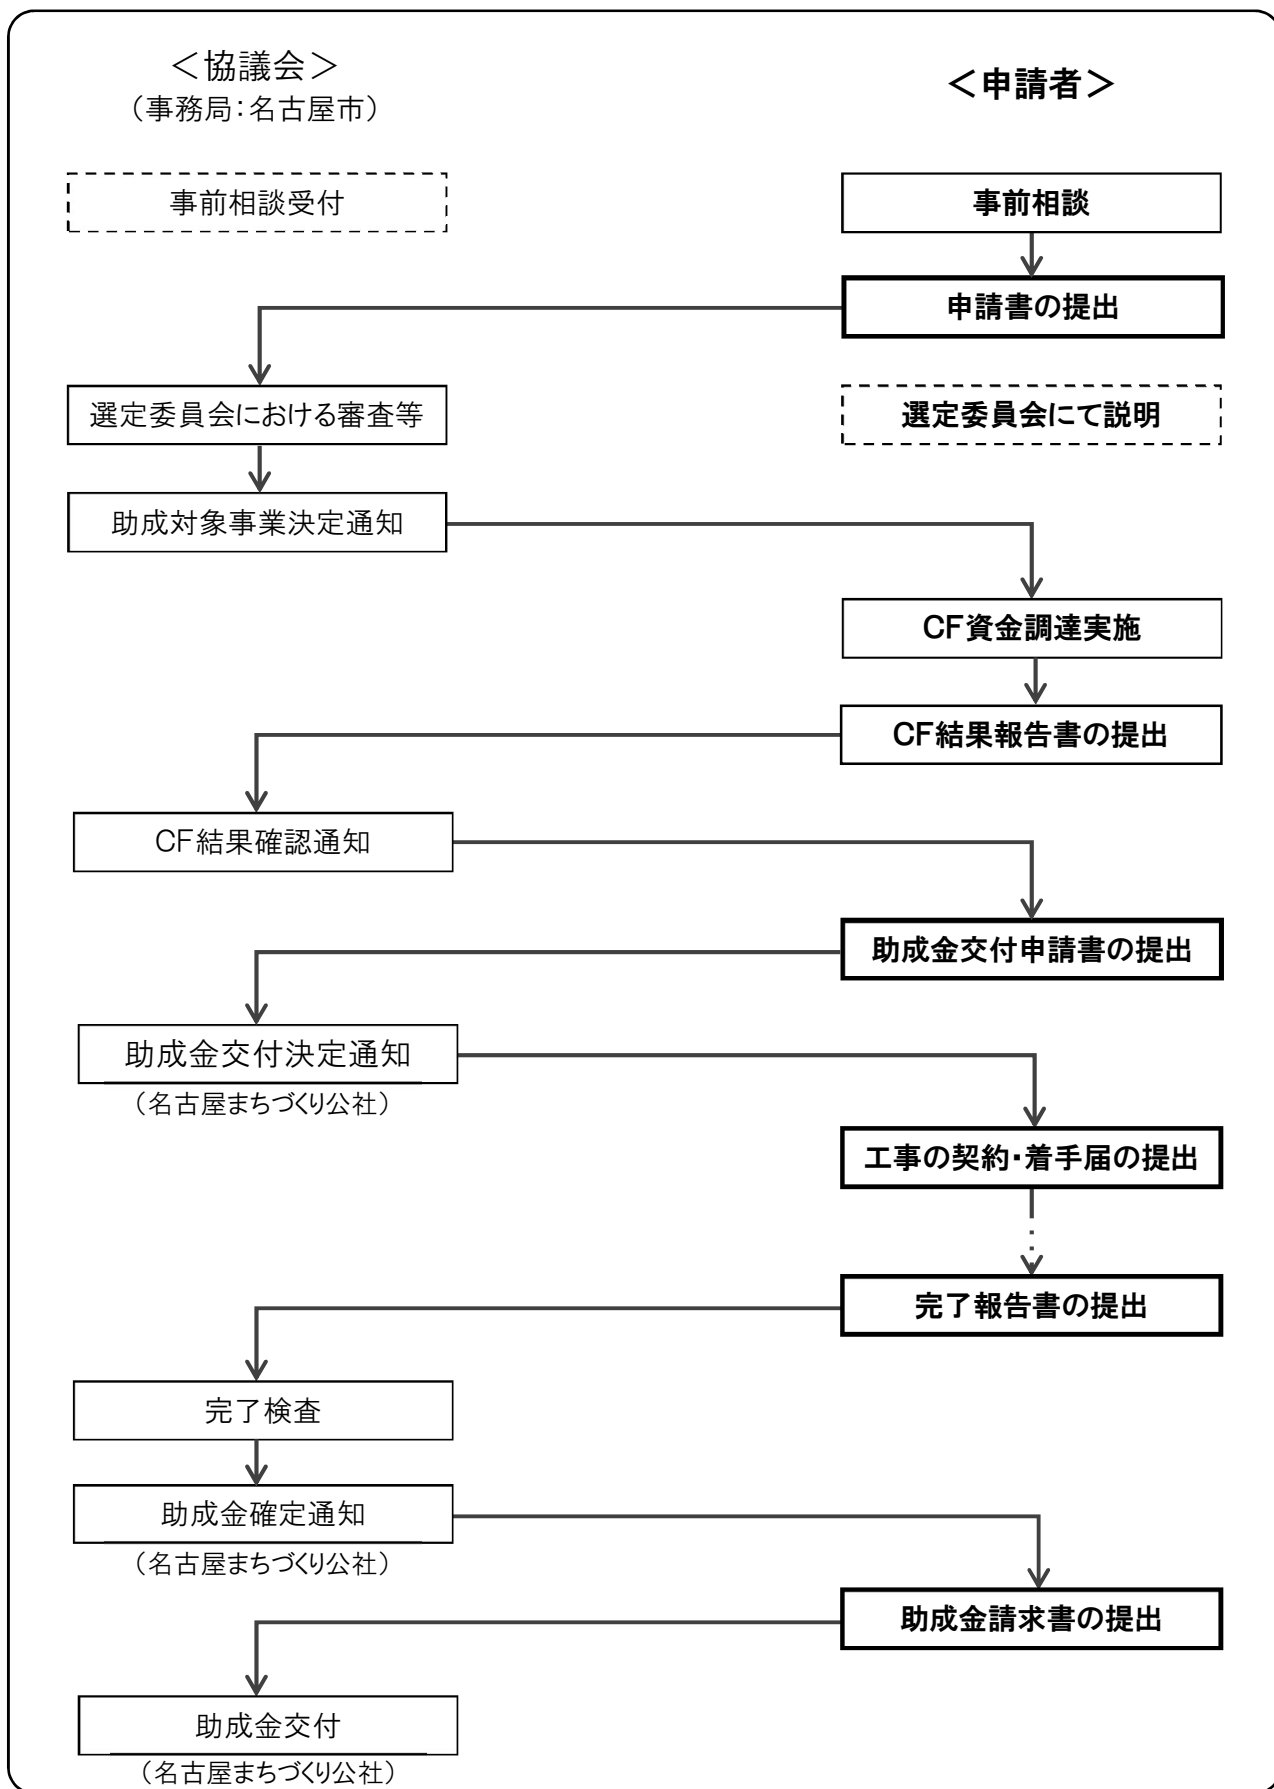 ＜協議会＞
（事務局：名古屋市）
＜申請者＞
事前相談受付
事前相談
申請書の提出
選定委員会における審査等
選定委員会にて説明
助成対象事業決定通知
CF資金調達実施
CF結果報告書の提出
CF結果確認通知
助成金交付申請書の提出
助成金交付決定通知
（名古屋まちづくり公社）
工事の契約・着手届の提出
完了報告書の提出
完了検査
助成金確定通知
（名古屋まちづくり公社）
助成金請求書の提出
助成金交付
（名古屋まちづくり公社）